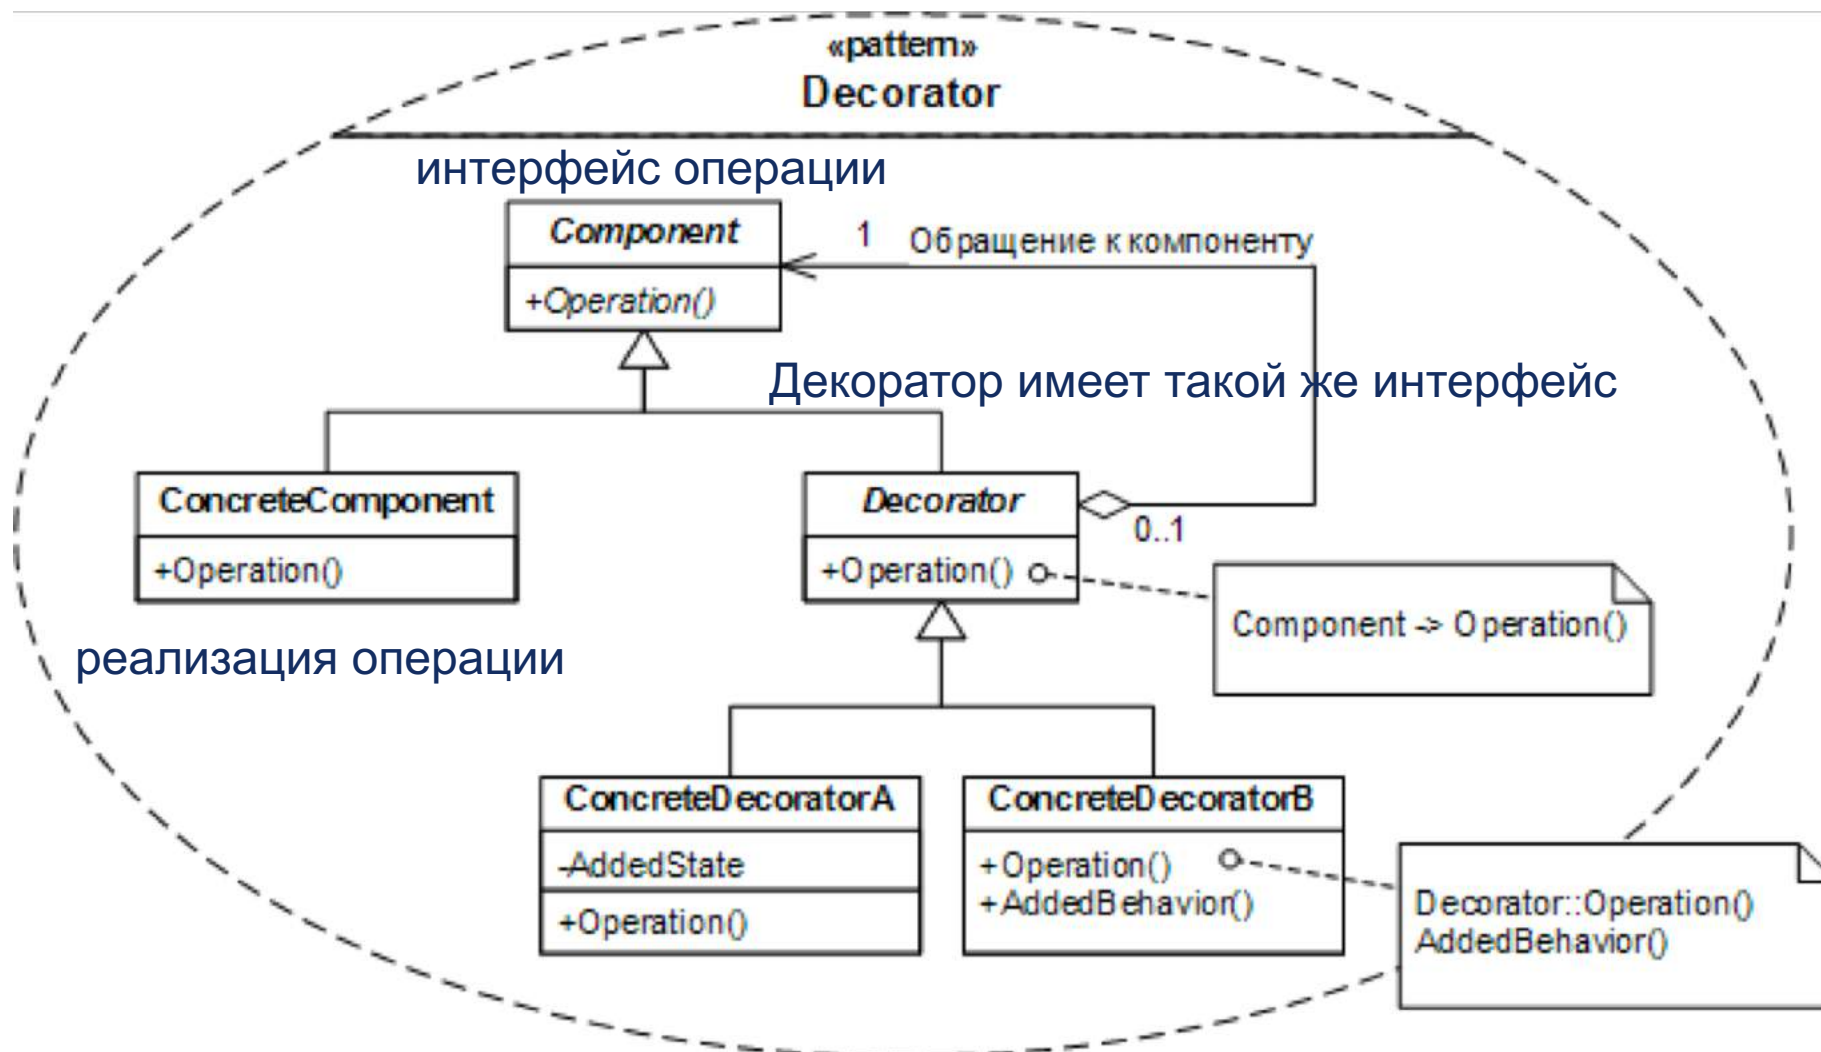 «pattern»
Decorator
интерфейс операции
Component
1
Обращение к компоненту
+Operation()
Декоратор имеет такой же интерфейс
ConcreteComponent
+Operation()
Decorator
0..1
+Operation()
Component -> Operation()
реализация операции
ConcreteDecoratorA
-AddedState
+Operation()
ConcreteDecoratorB
+Operation()
+AddedBehavior()
Decorator::Operation()
AddedBehavior()